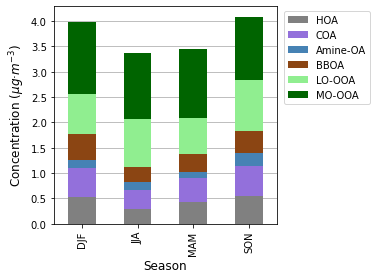 Concentration (μg·m⁻³)
4.0
3.5
3.0
2.5
2.0
1.5
1.0
0.5
0.0
DJF
JJA
MAM
SON
Season
HOA
COA
Amine-OA
BBOA
LO-OOA
MO-OOA